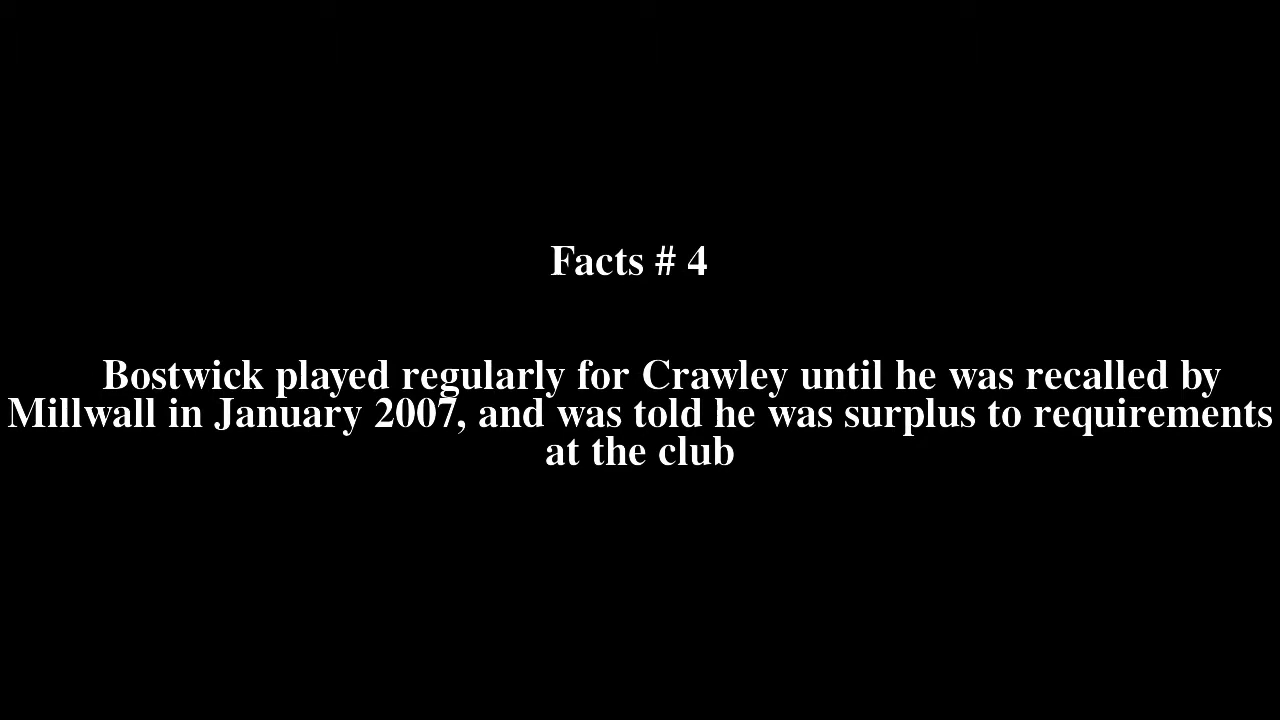 Facts # 4
Bostwick played regularly for Crawley until he was recalled by
Millwall in January 2007, and was told he was surplus to requirements
at the club